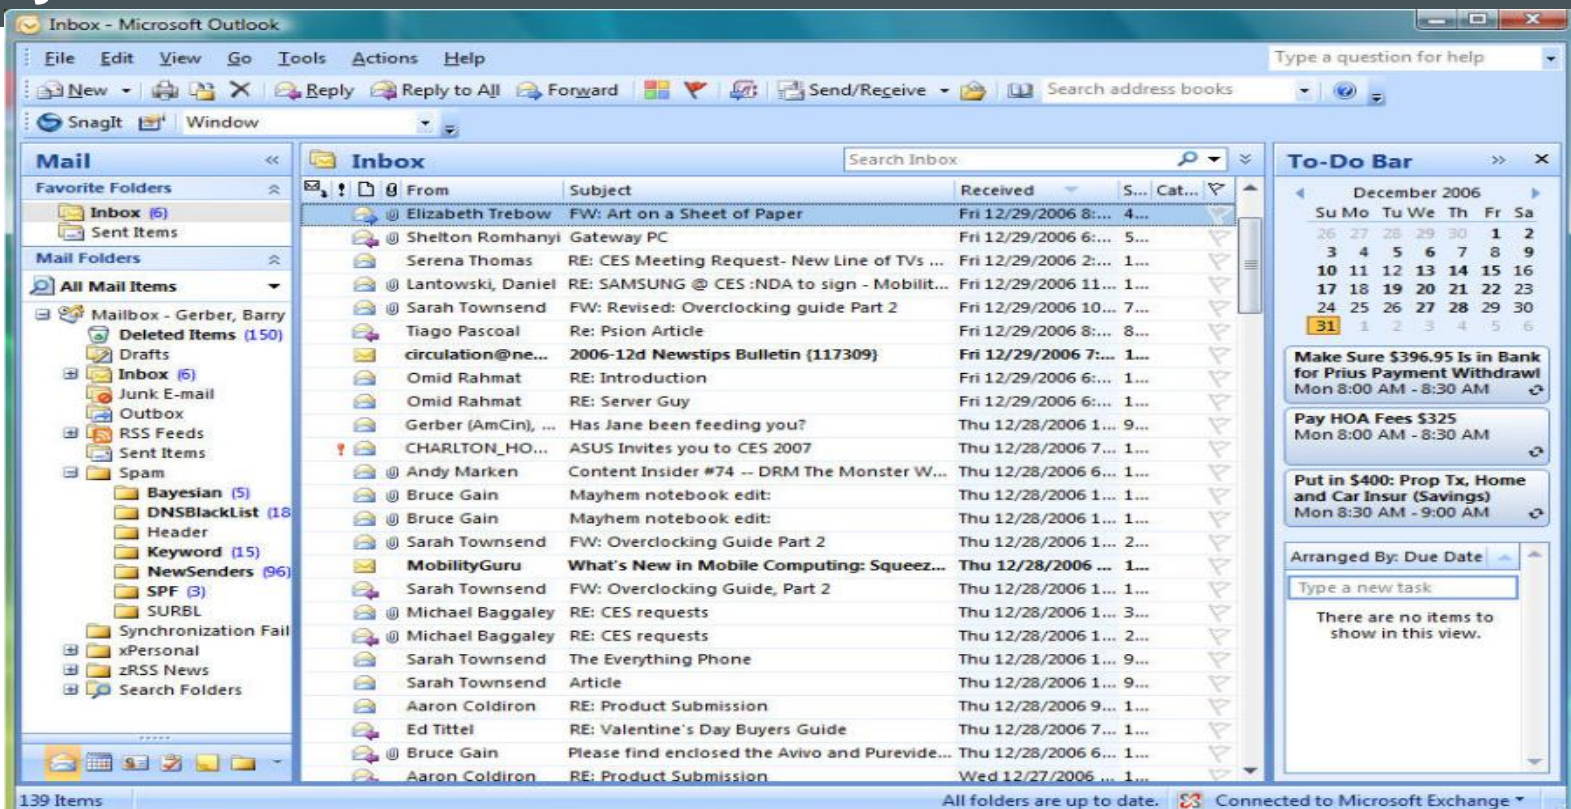 Inbox - Microsoft Outlook
File Edit View Go Tools Actions Help
Type a question for help
New Reply Reply to All Forward Send/Receive Search address books
SnagIt Window
Mail
Favorite Folders
Inbox (6)
Sent Items
Mail Folders
All Mail Items
Mailbox - Gerber, Barry
Deleted Items (150)
Drafts
Inbox (6)
Junk E-mail
Outbox
RSS Feeds
Sent Items
Spam
Bayesian (5)
DNSBlackList (18
Header
Keyword (15)
NewSenders (96)
SPF (3)
SURBL
Synchronization Fail
xPersonal
zRSS News
Search Folders
Inbox
Search Inbox
From Subject Received S... Cat...
Elizabeth Trebow FW: Art on a Sheet of Paper Fri 12/29/2006 8:... 4...
Shelton Romhanyi Gateway PC Fri 12/29/2006 6:... 5...
Serena Thomas RE: CES Meeting Request- New Line of TVs ... Fri 12/29/2006 2:... 1...
Lantowski, Daniel RE: SAMSUNG @ CES :NDA to sign - Mobilit... Fri 12/29/2006 11... 1...
Sarah Townsend FW: Revised: Overclocking guide Part 2 Fri 12/29/2006 10... 7...
Tiago Pascoal Re: Psion Article Fri 12/29/2006 8:... 8...
circulation@ne... 2006-12d Newstips Bulletin {117309} Fri 12/29/2006 7:... 1...
Omid Rahmat RE: Introduction Fri 12/29/2006 6:... 1...
Omid Rahmat RE: Server Guy Fri 12/29/2006 6:... 1...
Gerber (AmCin), ... Has Jane been feeding you? Thu 12/28/2006 1... 9...
CHARLTON_HO... ASUS Invites you to CES 2007 Thu 12/28/2006 7... 1...
Andy Marken Content Insider #74 -- DRM The Monster W... Thu 12/28/2006 6... 1...
Bruce Gain Mayhem notebook edit: Thu 12/28/2006 1... 1...
Bruce Gain Mayhem notebook edit: Thu 12/28/2006 1... 1...
Sarah Townsend FW: Overclocking Guide Part 2 Thu 12/28/2006 1... 2...
MobilityGuru What's New in Mobile Computing: Squeez... Thu 12/28/2006 ... 1...
Sarah Townsend FW: Overclocking Guide, Part 2 Thu 12/28/2006 1... 1...
Michael Baggaley RE: CES requests Thu 12/28/2006 1... 3...
Michael Baggaley RE: CES requests Thu 12/28/2006 1... 2...
Sarah Townsend The Everything Phone Thu 12/28/2006 1... 9...
Sarah Townsend Article Thu 12/28/2006 1... 9...
Aaron Coldiron RE: Product Submission Thu 12/28/2006 9... 1...
Ed Tittel RE: Valentine's Day Buyers Guide Thu 12/28/2006 7... 1...
Bruce Gain Please find enclosed the Avivo and Purevide... Thu 12/28/2006 6... 1...
Aaron Coldiron RE: Product Submission Wed 12/27/2006 ... 1...
To-Do Bar
December 2006
Su Mo Tu We Th Fr Sa
26 27 28 29 30 1 2
3 4 5 6 7 8 9
10 11 12 13 14 15 16
17 18 19 20 21 22 23
24 25 26 27 28 29 30
31 1 2 3 4 5 6
Make Sure $396.95 Is in Bank
for Prius Payment Withdrawl
Mon 8:00 AM - 8:30 AM
Pay HOA Fees $325
Mon 8:00 AM - 8:30 AM
Put in $400: Prop Tx, Home
and Car Insur (Savings)
Mon 8:30 AM - 9:00 AM
Arranged By: Due Date
Type a new task
There are no items to
show in this view.
139 Items
All folders are up to date. Connected to Microsoft Exchange